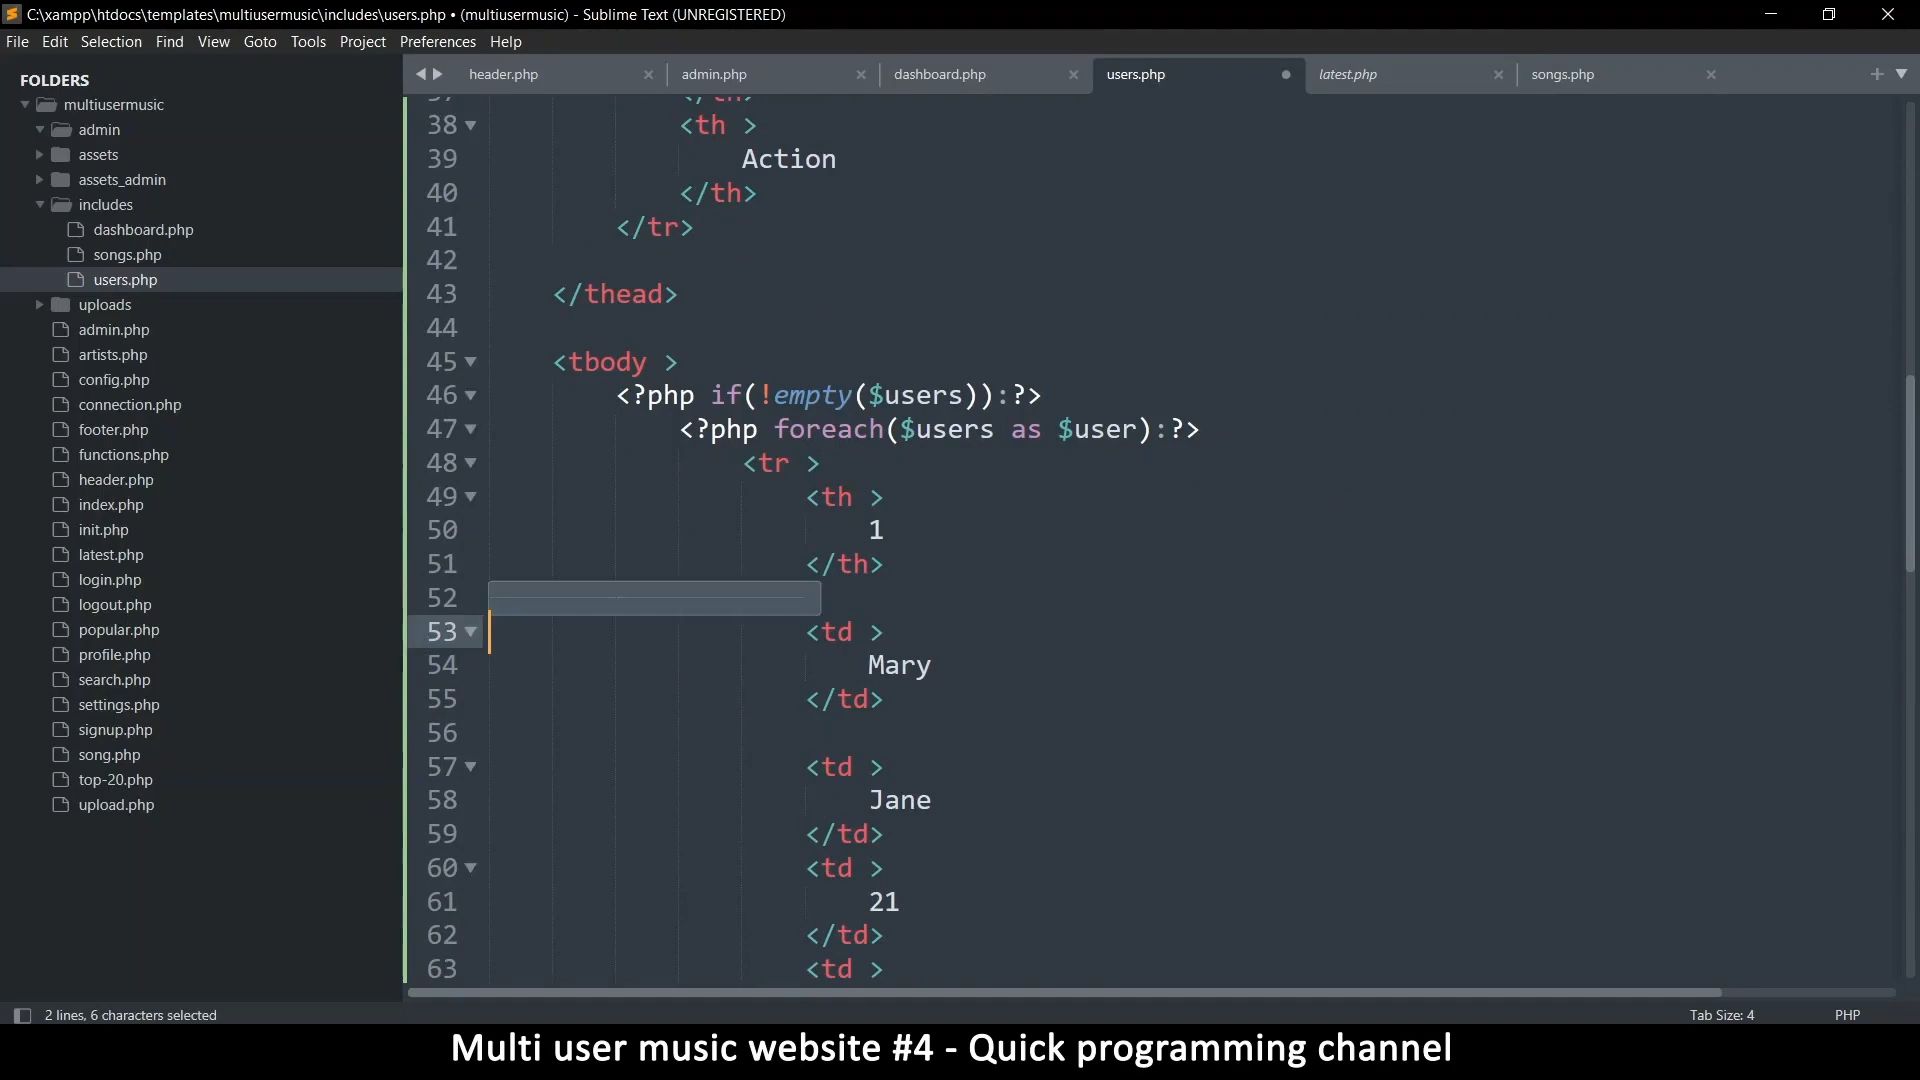 C:\xampp\htdocs\templates\multiusermusic\includes\users.php • (multiusermusic) - Sublime Text (UNREGISTERED)
File Edit Selection Find View Goto Tools Project Preferences Help
FOLDERS
multiusermusic
admin
assets
assets_admin
includes
dashboard.php
songs.php
users.php
uploads
admin.php
artists.php
config.php
connection.php
footer.php
functions.php
header.php
index.php
init.php
latest.php
login.php
logout.php
popular.php
profile.php
search.php
settings.php
signup.php
song.php
top-20.php
upload.php
header.php admin.php dashboard.php users.php latest.php songs.php
37 </th>
38 <th >
39 Action
40 </th>
41 </tr>
42
43 </thead>
44
45 <tbody >
46 <?php if(!empty($users)):?>
47 <?php foreach($users as $user):?>
48 <tr >
49 <th >
50 1
51 </th>
52
53 <td >
54 Mary
55 </td>
56
57 <td >
58 Jane
59 </td>
60 <td >
61 21
62 </td>
63 <td >
2 lines, 6 characters selected Tab Size: 4 PHP
Multi user music website #4 - Quick programming channel